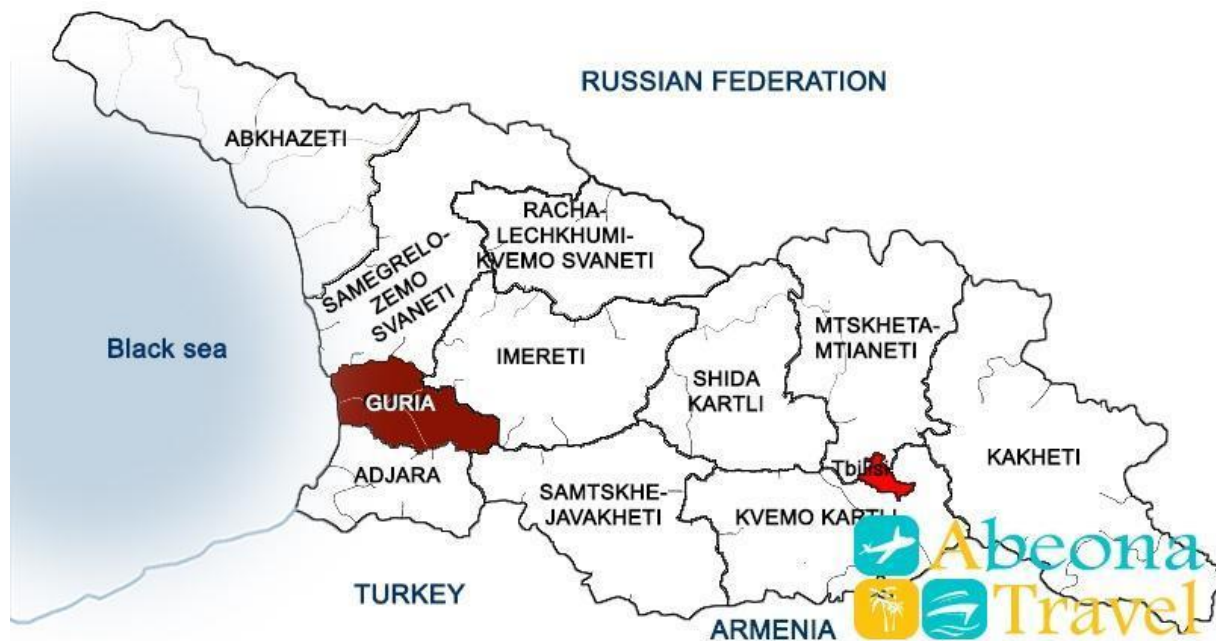 RUSSIAN FEDERATION
ABKHAZETI
RACHA-
LECHKHUMI-
KVEMO SVANETI
SAMEGRELO-
ZEMO
SVANETI
Black sea
IMERETI
MTSKHETA-
MTIANETI
SHIDA
KARTLI
GURIA
KAKHETI
Tbilisi
ADJARA
SAMTSKHE-
JAVAKHETI
KVEMO KARTLI
TURKEY
ARMENIA
Abeona
Travel